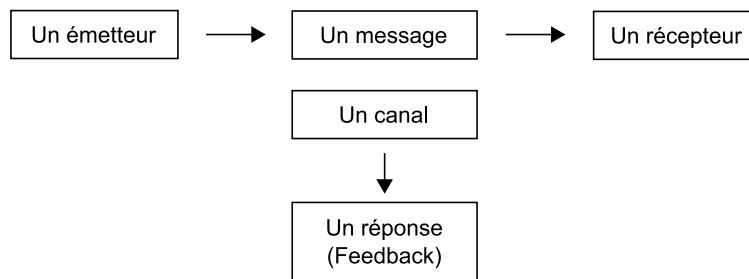 Un émetteur
Un message
Un récepteur
Un canal
Un réponse
(Feedback)